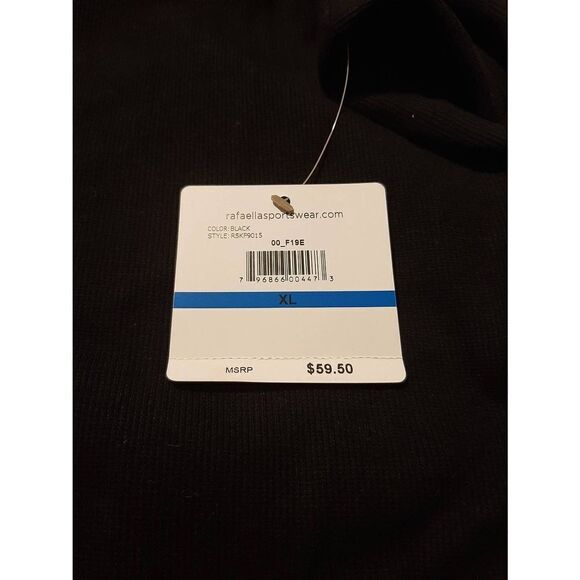 rafaellasportswear.com
COLOR: BLACK
STYLE: RSKF9015
00_F19E
7 96866 00447 3
XL
MSRP $59.50